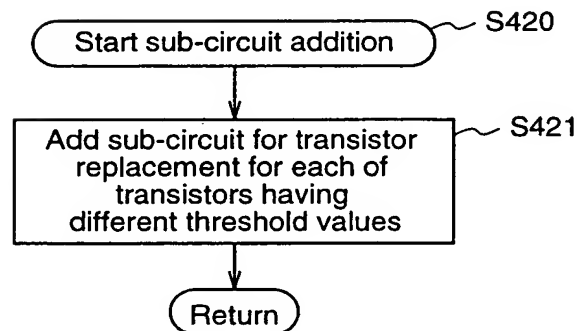 Start sub-circuit addition
S420
Add sub-circuit for transistor
replacement for each of
transistors having
different threshold values
S421
Return